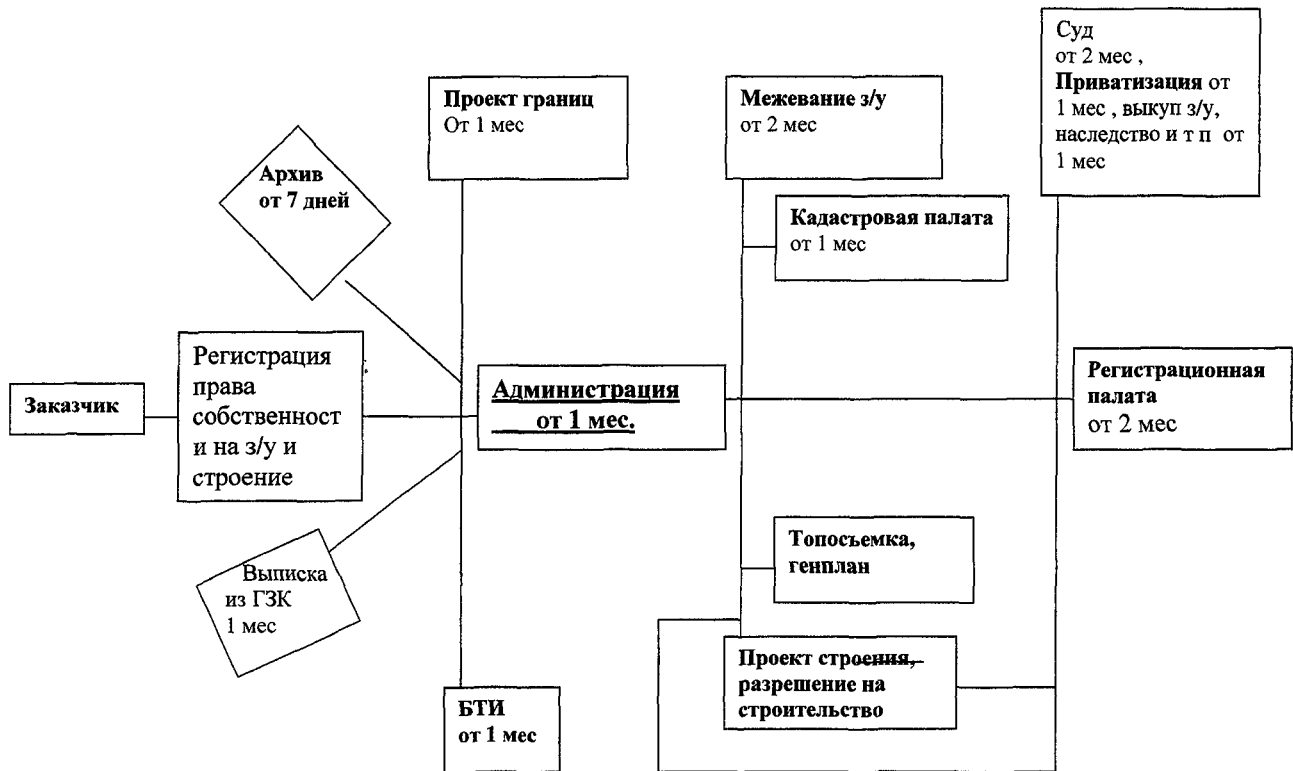 Суд
от 2 мес ,
Приватизация от
1 мес , выкуп з/у,
наследство и т п от
1 мес
Проект границ
От 1 мес
Межевание з/у
от 2 мес
Архив
от 7 дней
Кадастровая палата
от 1 мес
Заказчик
Регистрация
права
собственност
и на з/у и
строение
Администрация
от 1 мес.
Регистрационная
палата
от 2 мес
Выписка
из ГЗК
1 мес
Топосъемка,
генплан
Проект строения,
разрешение на
строительство
БТИ
от 1 мес